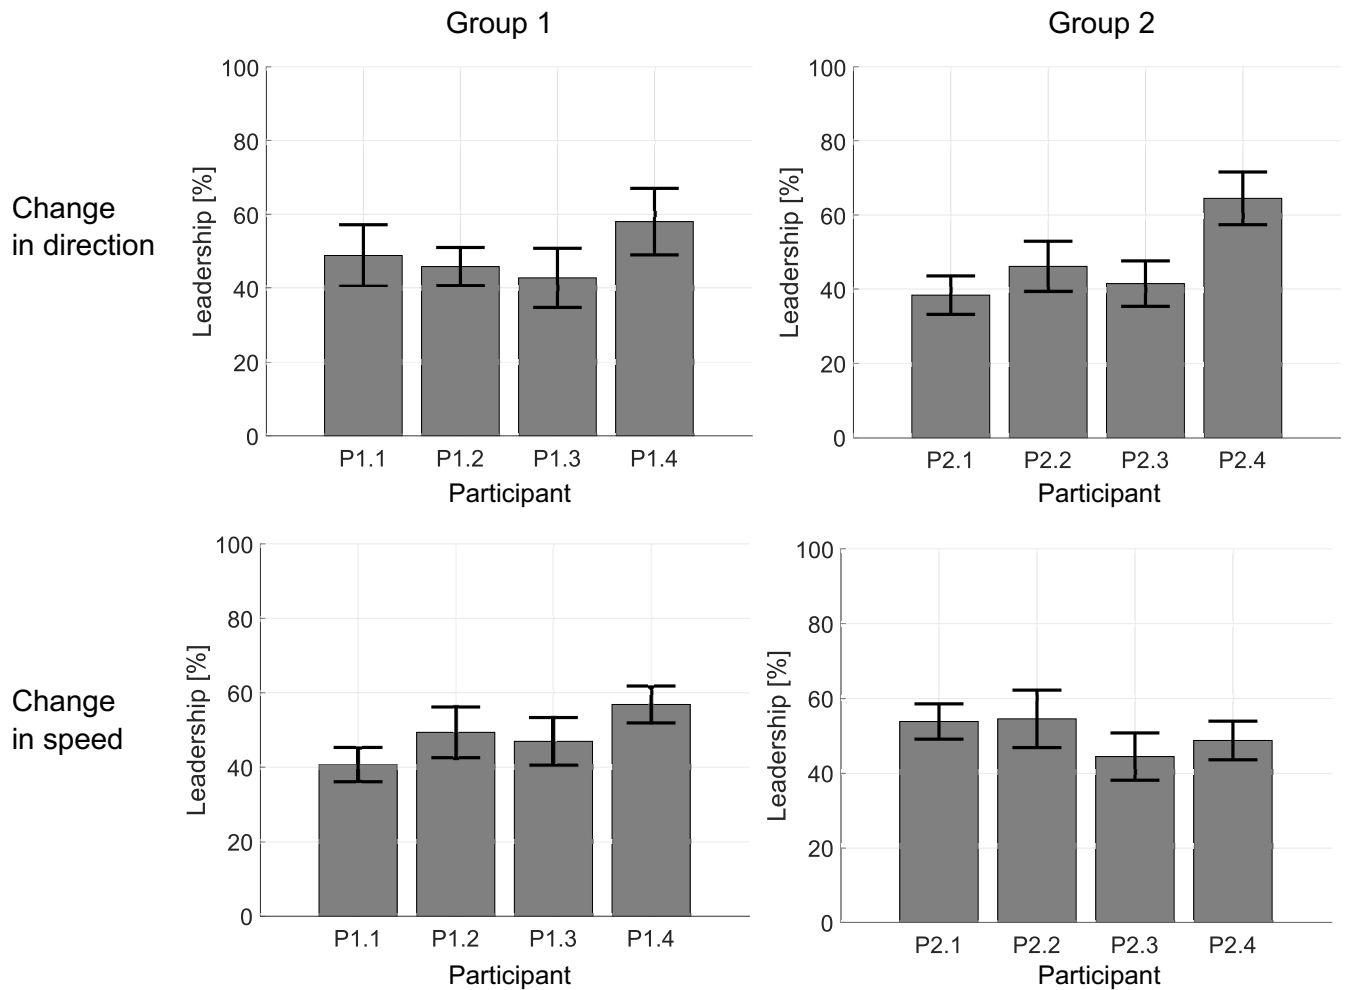 Group 1
Group 2
Change
in direction
Leadership [%]
100
80
60
40
20
0
P1.1 P1.2 P1.3 P1.4
Participant
Leadership [%]
100
80
60
40
20
0
P2.1 P2.2 P2.3 P2.4
Participant
Change
in speed
Leadership [%]
100
80
60
40
20
0
P1.1 P1.2 P1.3 P1.4
Participant
Leadership [%]
100
80
60
40
20
0
P2.1 P2.2 P2.3 P2.4
Participant